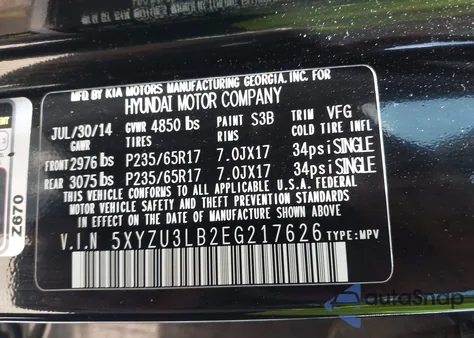 MFD BY KIA MOTORS MANUFACTURING GEORGIA, INC. FOR
HYUNDAI MOTOR COMPANY
JUL/30/14 GVWR 4850 lbs PAINT S3B TRIM VFG
GAWR TIRES RIMS COLD TIRE INFL
FRONT 2976 lbs P235/65R17 7.0JX17 34psi SINGLE
REAR 3075 lbs P235/65R17 7.0JX17 34psi SINGLE
THIS VEHICLE CONFORMS TO ALL APPLICABLE U.S.A. FEDERAL
MOTOR VEHICLE SAFETY AND THEFT PREVENTION STANDARDS
IN EFFECT ON THE DATE OF MANUFACTURE SHOWN ABOVE.
V.I.N 5XYZU3LB2EG217626 TYPE:MPV
Z670
autoSnap